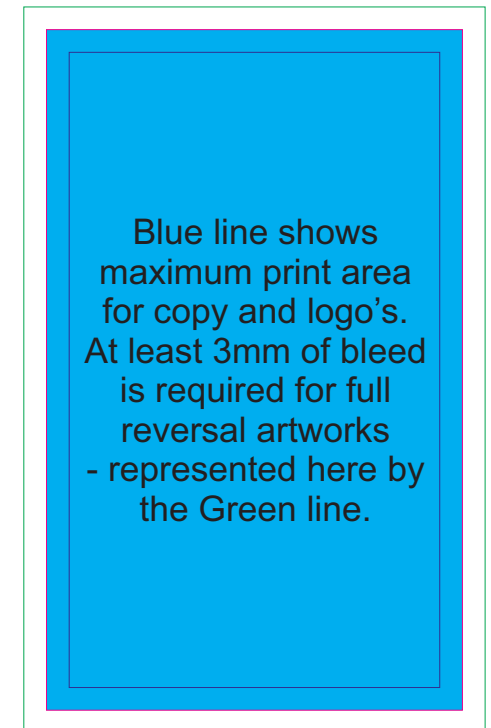 Blue line shows
maximum print area
for copy and logo’s.
At least 3mm of bleed
is required for full
reversal artworks
- represented here by
the Green line.